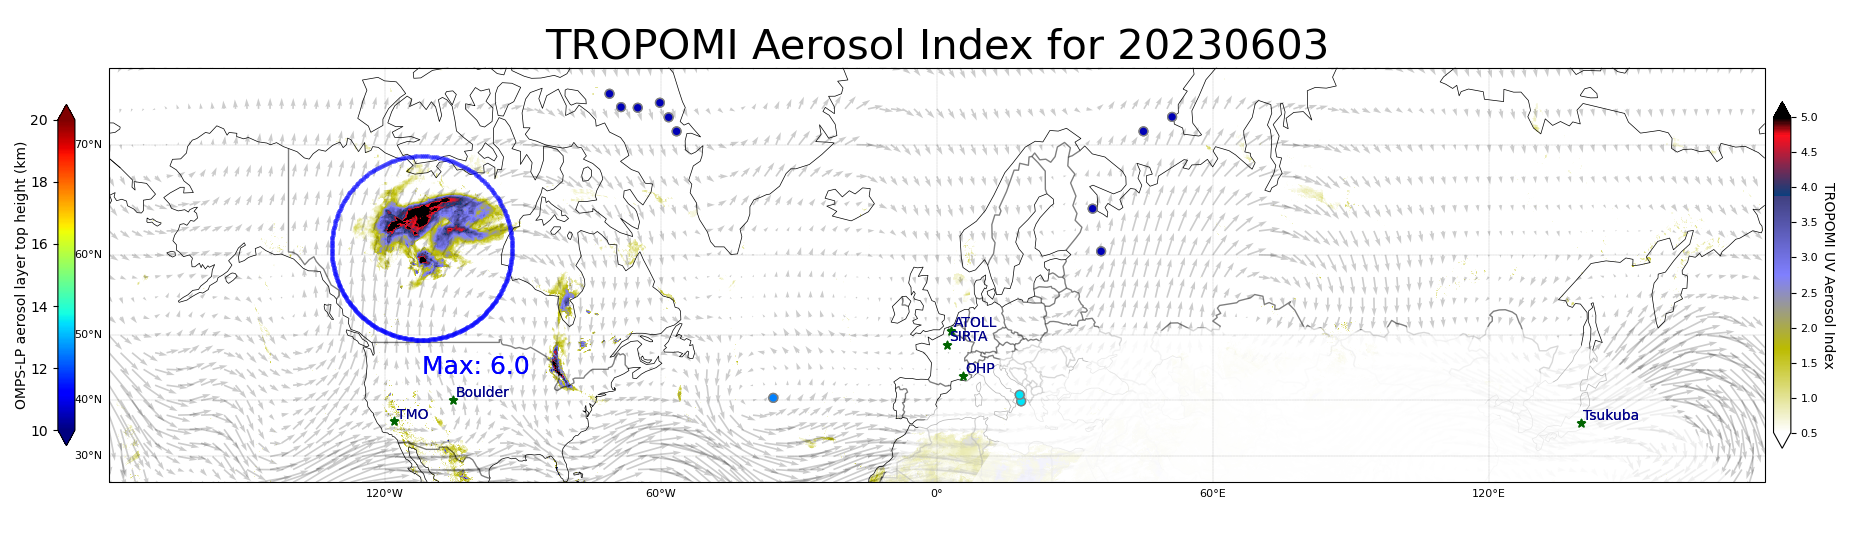 TROPOMI Aerosol Index for 20230603
OMPS-LP aerosol layer top height (km)
20
18
16
14
12
10
70°N
60°N
50°N
40°N
30°N
120°W
60°W
0°
60°E
120°E
Max: 6.0
Boulder
TMO
ATOLL
SIRTA
OHP
Tsukuba
5.0
4.5
4.0
3.5
3.0
2.5
2.0
1.5
1.0
0.5
TROPOMI UV Aerosol Index